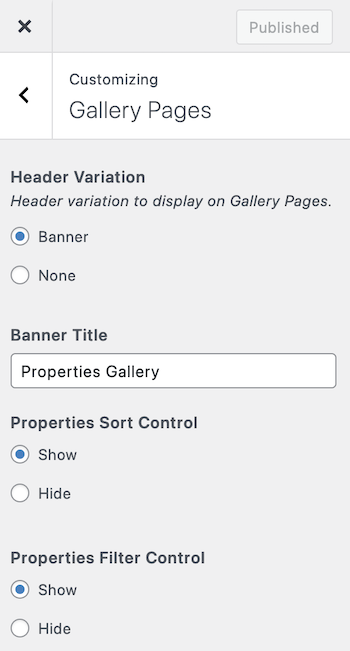 Published
Customizing
Gallery Pages
Header Variation
Header variation to display on Gallery Pages.
Banner
None
Banner Title
Properties Gallery
Properties Sort Control
Show
Hide
Properties Filter Control
Show
Hide